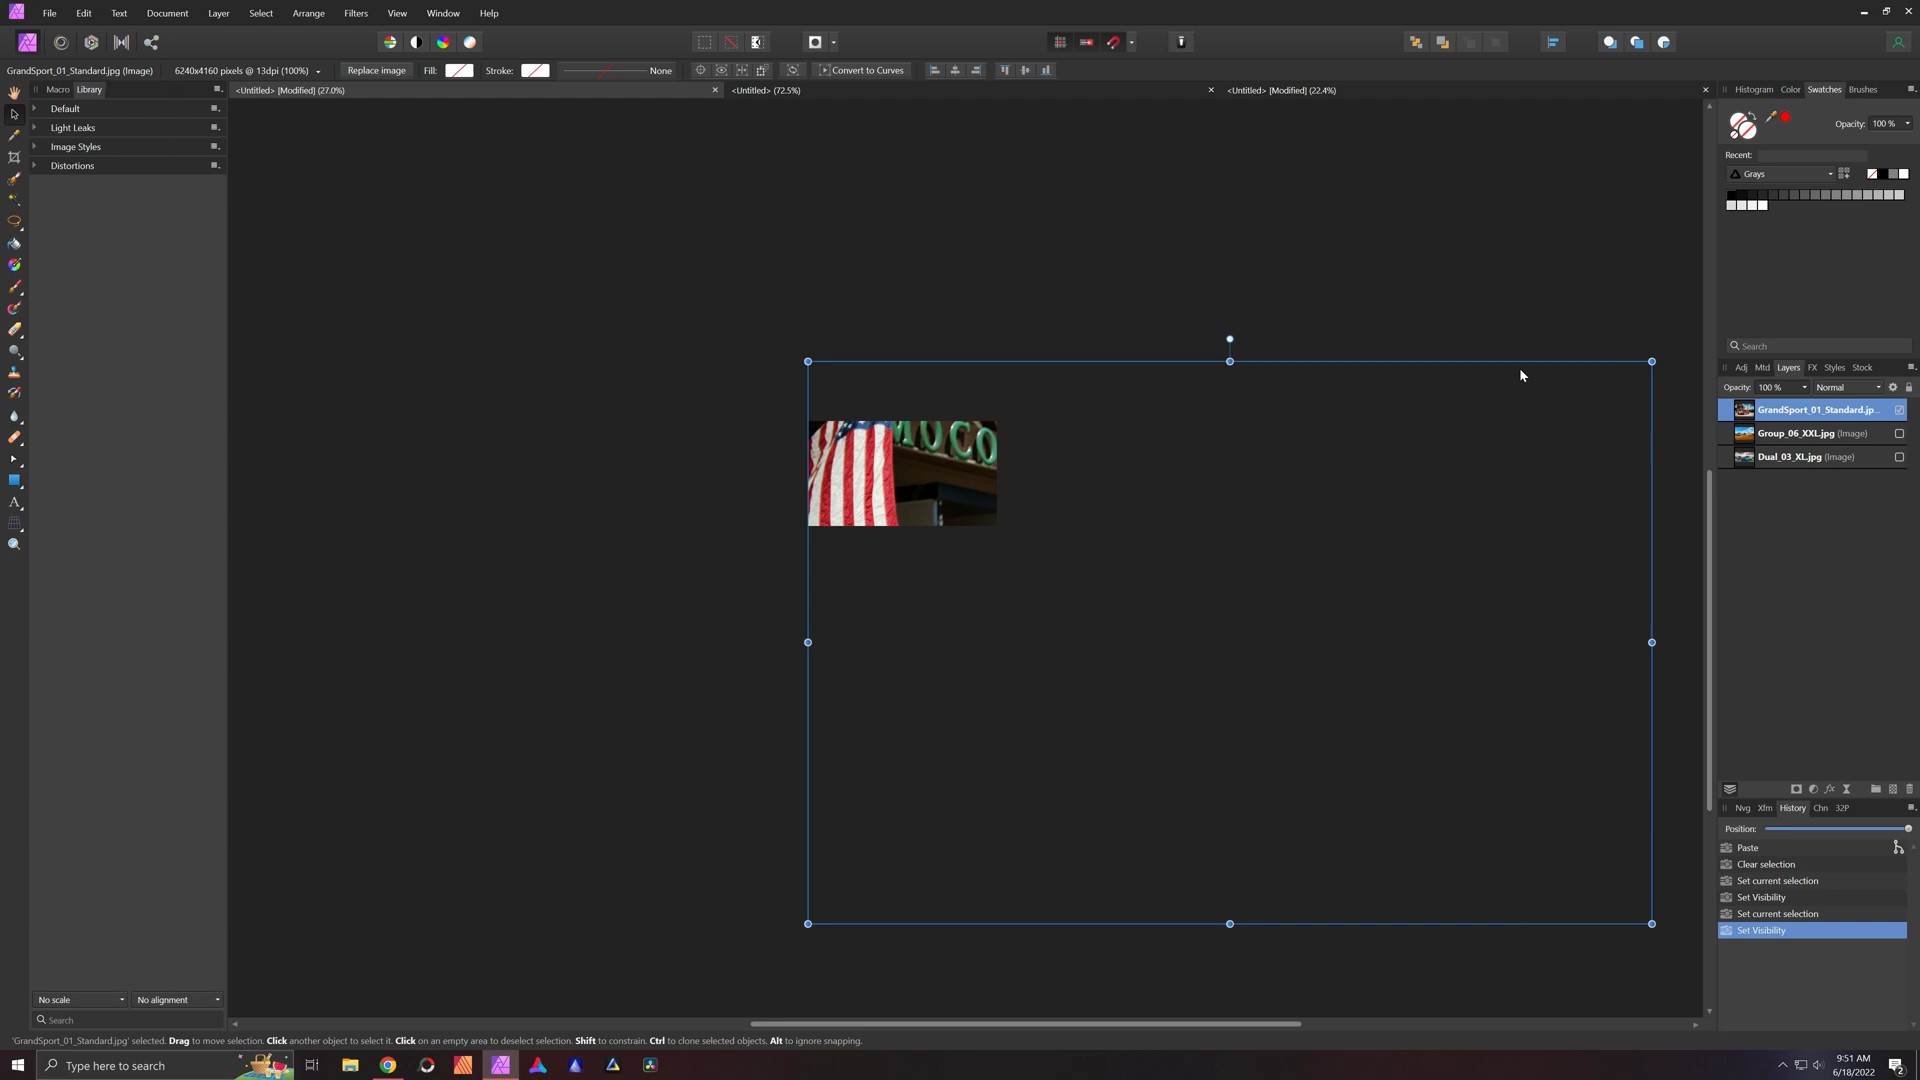 File Edit Text Document Layer Select Arrange Filters View Window Help
GrandSport_01_Standard.jpg (Image) 6240x4160 pixels @ 13dpi (100%) Replace image Fill: Stroke: None Convert to Curves
Macro Library
<Untitled> [Modified] (27.0%) <Untitled> (72.5%) <Untitled> [Modified] (22.4%)
Histogram Color Swatches Brushes
Default
Light Leaks
Image Styles
Distortions
Opacity: 100 %
Recent:
Grays
Search
Adj Mtd Layers FX Styles Stock
Opacity: 100 % Normal
GrandSport_01_Standard.jp...
Group_06_XXL.jpg (Image)
Dual_03_XL.jpg (Image)
MOCO
Nvg Xfm History Chn 32P
Position:
Paste
Clear selection
Set current selection
Set Visibility
Set current selection
Set Visibility
No scale No alignment
Search
'GrandSport_01_Standard.jpg' selected. Drag to move selection. Click another object to select it. Click on an empty area to deselect selection. Shift to constrain. Ctrl to clone selected objects. Alt to ignore snapping.
Type here to search
9:51 AM
6/18/2022
2